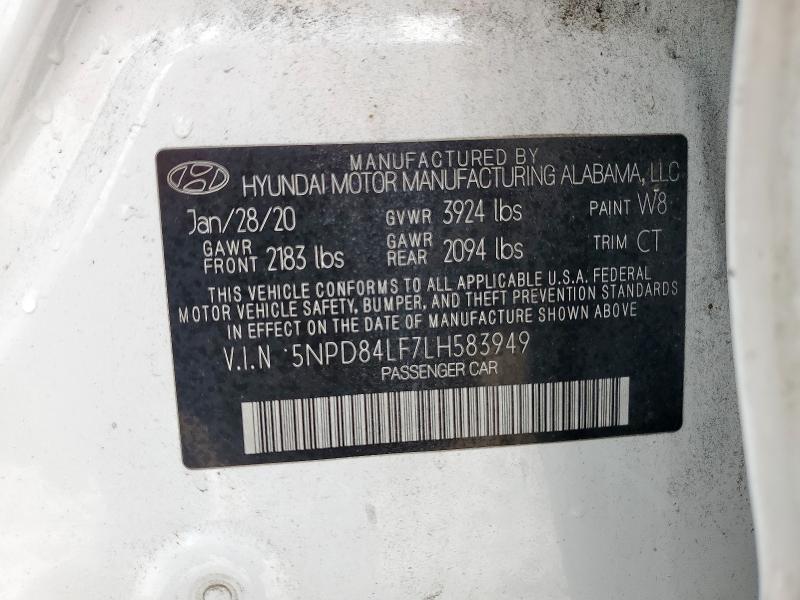 MANUFACTURED BY
HYUNDAI MOTOR MANUFACTURING ALABAMA, LLC
Jan/28/20 GVWR 3924 lbs PAINT W8
GAWR FRONT 2183 lbs GAWR REAR 2094 lbs TRIM CT
THIS VEHICLE CONFORMS TO ALL APPLICABLE U.S.A. FEDERAL
MOTOR VEHICLE SAFETY, BUMPER, AND THEFT PREVENTION STANDARDS
IN EFFECT ON THE DATE OF MANUFACTURE SHOWN ABOVE.
V.I.N 5NPD84LF7LH583949
PASSENGER CAR